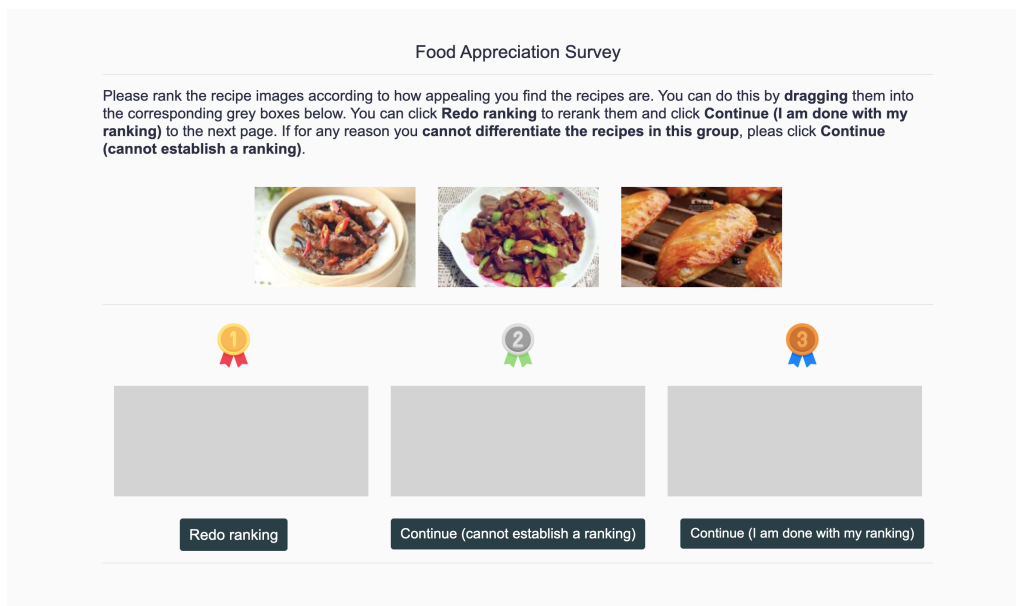 Food Appreciation Survey
Please rank the recipe images according to how appealing you find the recipes are. You can do this by dragging them into
the corresponding grey boxes below. You can click Redo ranking to rerank them and click Continue (I am done with my
ranking) to the next page. If for any reason you cannot differentiate the recipes in this group, pleas click Continue
(cannot establish a ranking).
1
2
3
Redo ranking
Continue (cannot establish a ranking)
Continue (I am done with my ranking)